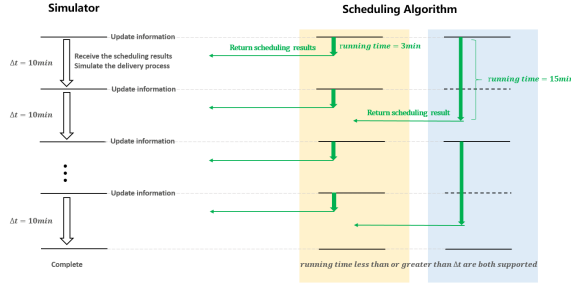 Simulator
Scheduling Algorithm
Update information
Return scheduling results
running time = 3min
Δt = 10min
Receive the scheduling results
Simulate the delivery process
running time = 15min
Update information
Δt = 10min
Return scheduling result
Update information
Update information
Δt = 10min
Complete
running time less than or greater than Δt are both supported